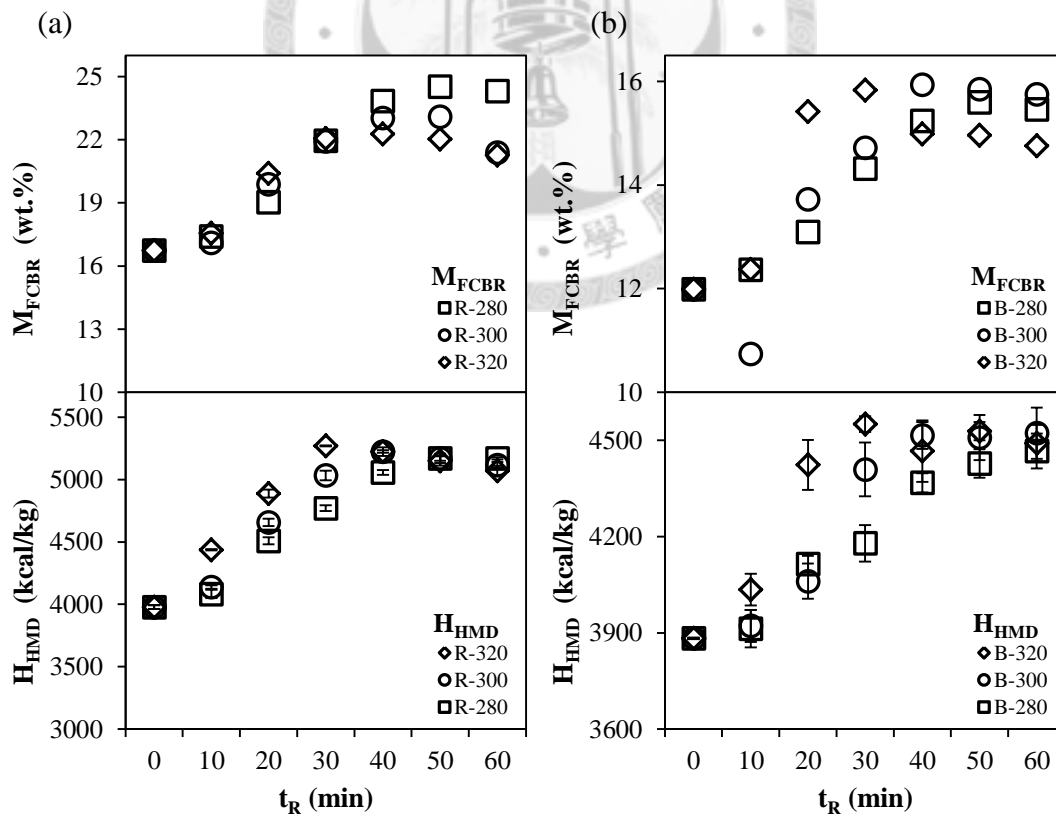 (a)
(b)
25
22
19
16
13
10
M_FCBR (wt.%)
M_FCBR
R-280
R-300
R-320
5500
5000
4500
4000
3500
3000
H_HMD (kcal/kg)
H_HMD
R-320
R-300
R-280
0 10 20 30 40 50 60
t_R (min)
16
14
12
10
M_FCBR (wt.%)
M_FCBR
B-280
B-300
B-320
4500
4200
3900
3600
H_HMD (kcal/kg)
H_HMD
B-320
B-300
B-280
0 10 20 30 40 50 60
t_R (min)
學